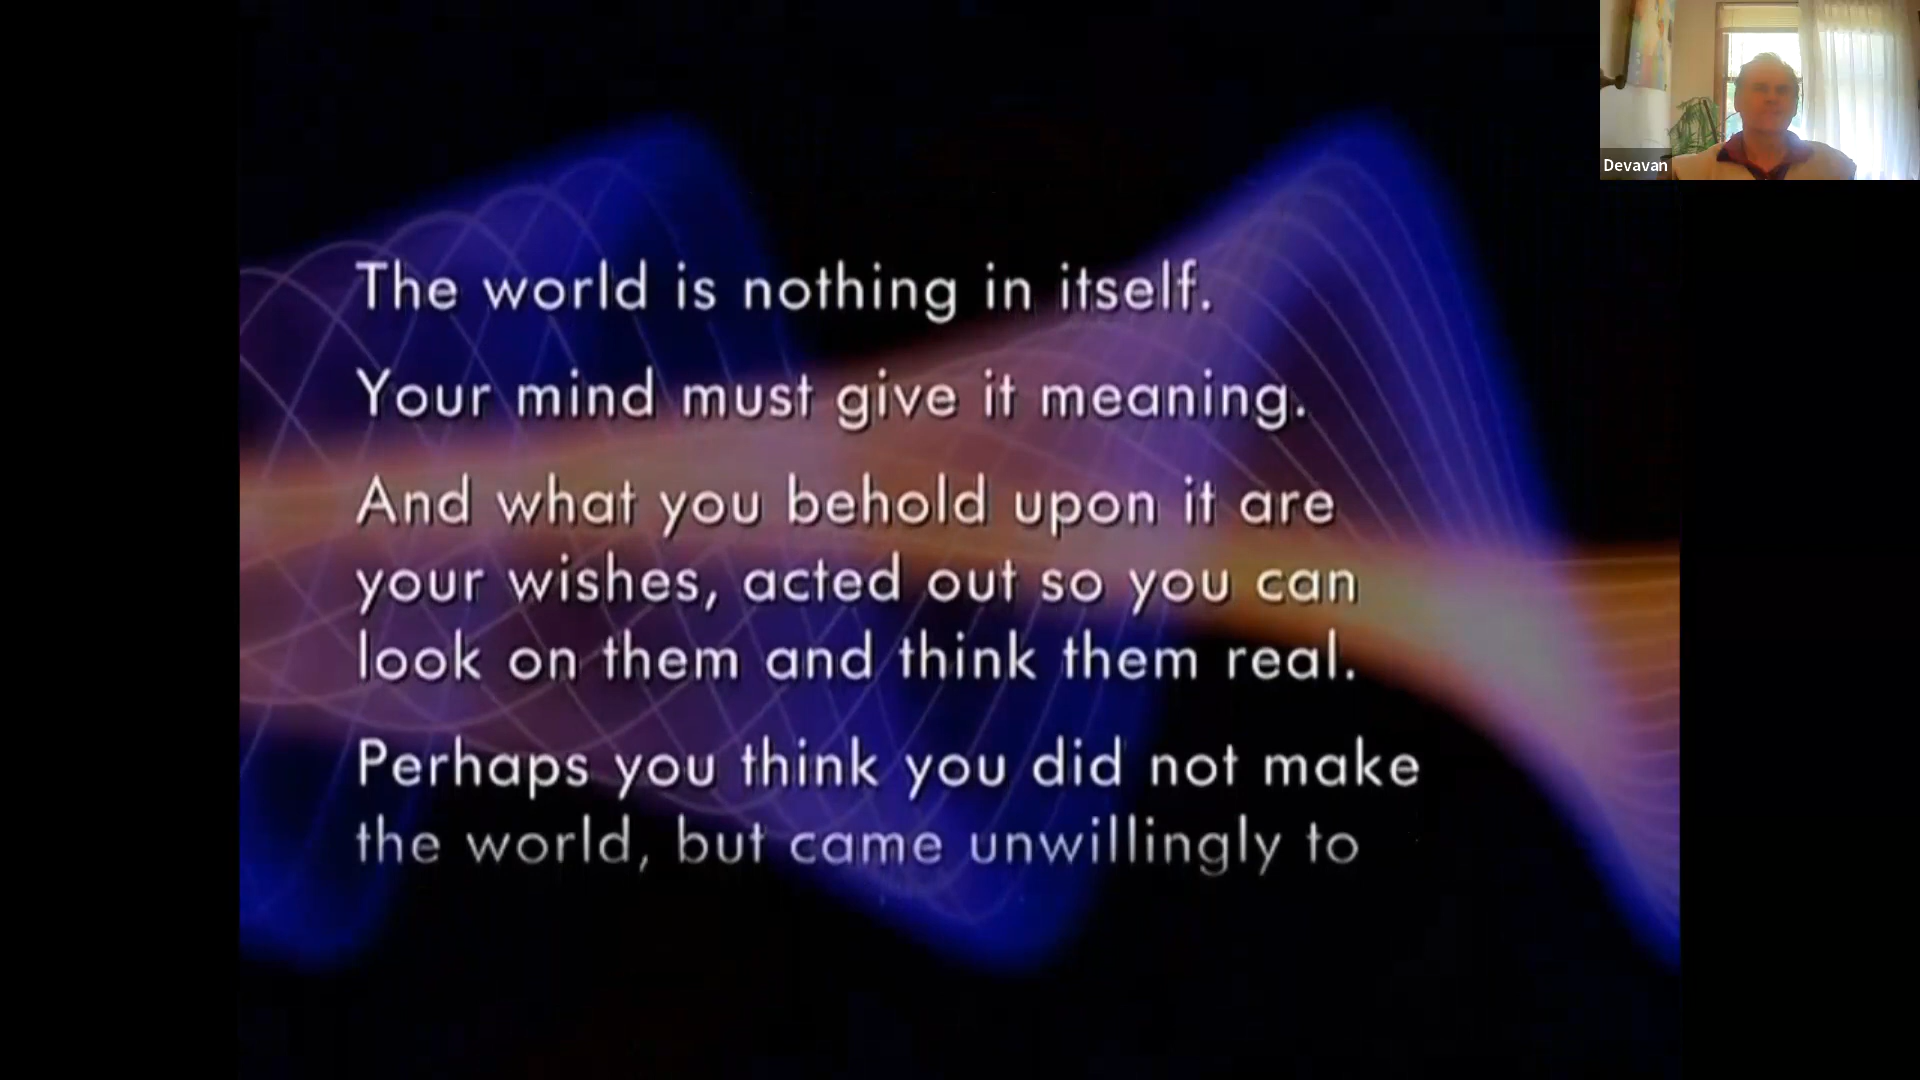 The world is nothing in itself.
Your mind must give it meaning.
And what you behold upon it are
your wishes, acted out so you can
look on them and think them real.
Perhaps you think you did not make
the world, but came unwillingly to
Devavan